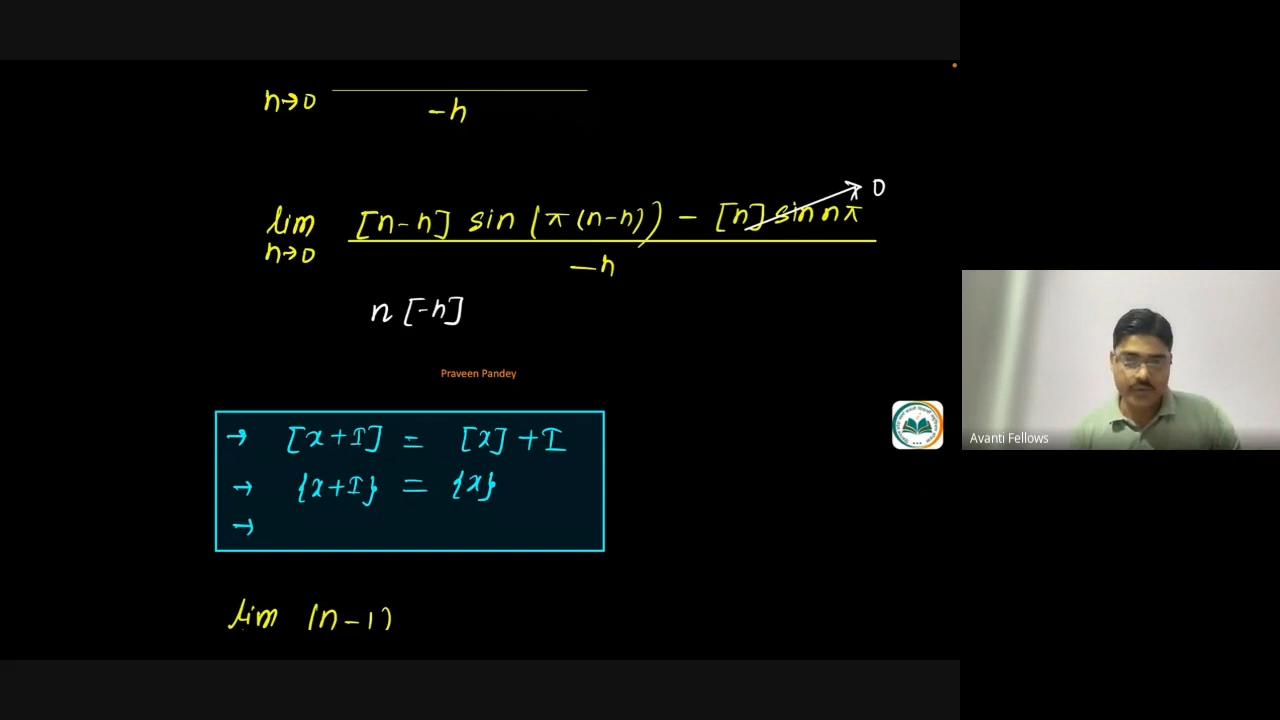 h→0 -h
lim h→0 [n-h] sin (π(n-h)) - [n] sin nπ → 0
-h
n [-h]
Praveen Pandey
→ [x+I] = [x]+I
→ {x+I} = {x}
→
Avanti Fellows
lim (n-1)